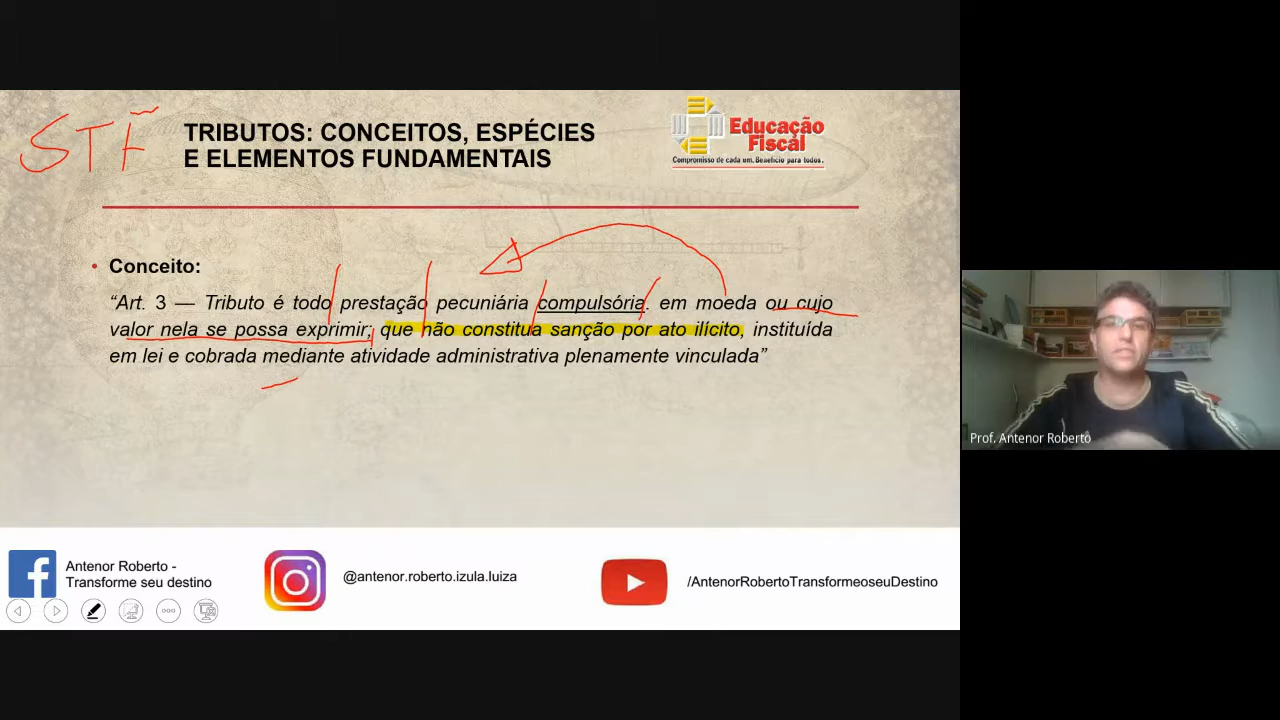 STF
TRIBUTOS: CONCEITOS, ESPÉCIES
E ELEMENTOS FUNDAMENTAIS
Educação
Fiscal
Compromisso de cada um. Benefício para todos.
• Conceito:
“Art. 3 — Tributo é todo prestação pecuniária compulsória. em moeda ou cujo
valor nela se possa exprimir; que não constitua sanção por ato ilícito, instituída
em lei e cobrada mediante atividade administrativa plenamente vinculada”
Prof. Antenor Roberto
Antenor Roberto -
Transforme seu destino
@antenor.roberto.izula.luiza
/AntenorRobertoTransformeoseuDestino